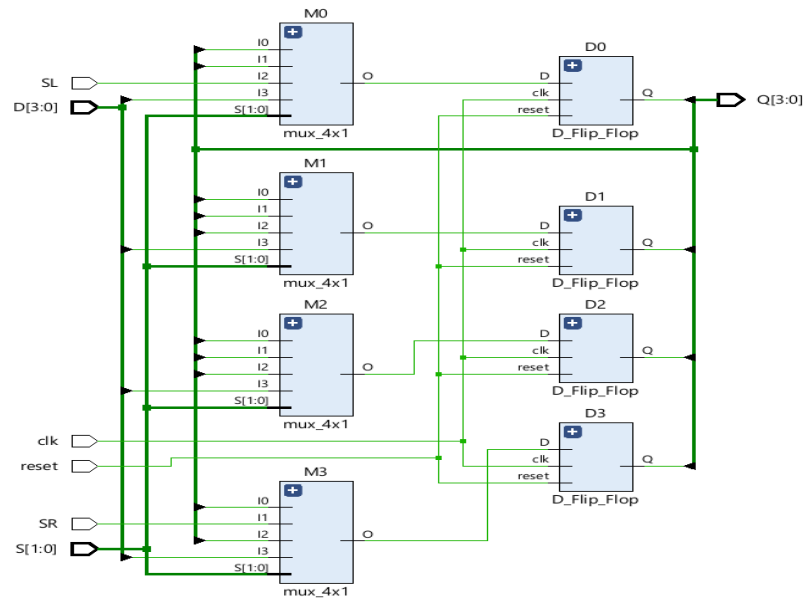 M0
I0
I1
SL
I2
O
I3
D[3:0]
S[1:0]
mux_4x1
D0
D
clk
Q
reset
D_Flip_Flop
Q[3:0]
M1
I0
I1
I2
O
I3
S[1:0]
mux_4x1
D1
D
clk
Q
reset
D_Flip_Flop
M2
I0
I1
I2
O
I3
S[1:0]
mux_4x1
D2
D
clk
Q
reset
D_Flip_Flop
D3
D
clk
Q
reset
D_Flip_Flop
clk
reset
M3
I0
SR
I1
I2
O
S[1:0]
I3
S[1:0]
mux_4x1